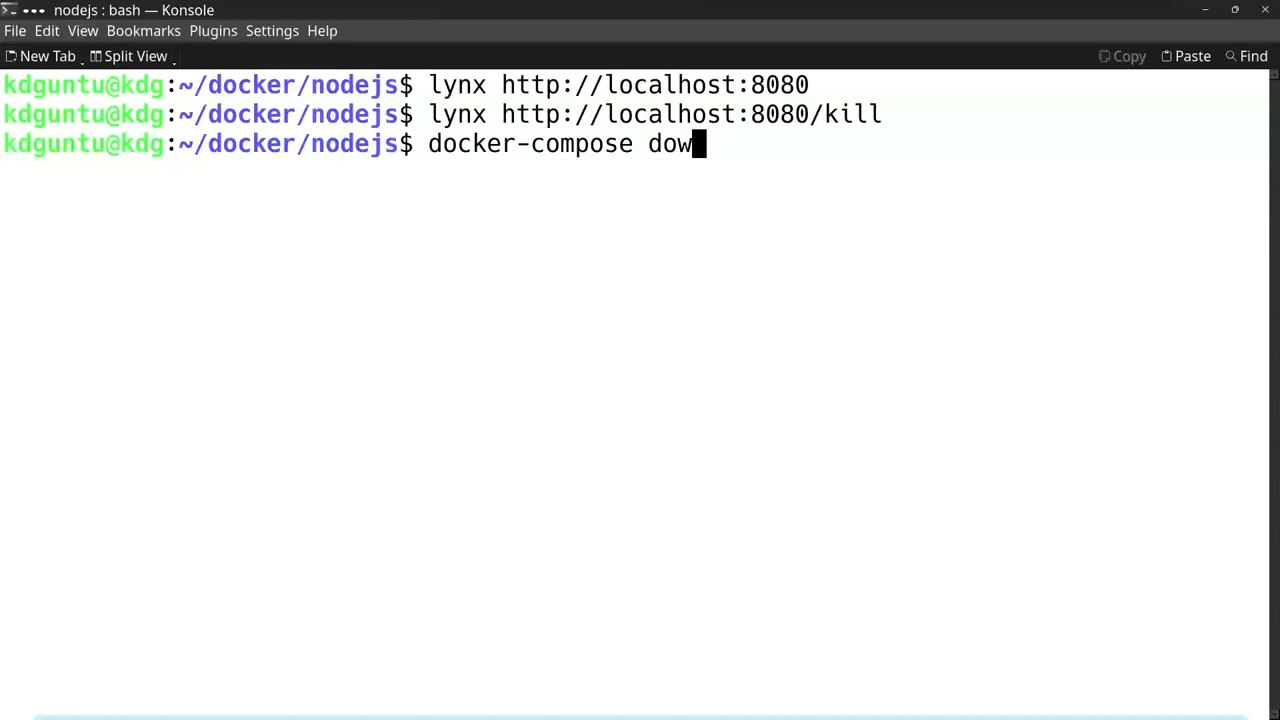 nodejs : bash — Konsole
File Edit View Bookmarks Plugins Settings Help
New Tab Split View Copy Paste Find
kdguntu@kdg:~/docker/nodejs$ lynx http://localhost:8080
kdguntu@kdg:~/docker/nodejs$ lynx http://localhost:8080/kill
kdguntu@kdg:~/docker/nodejs$ docker-compose dow